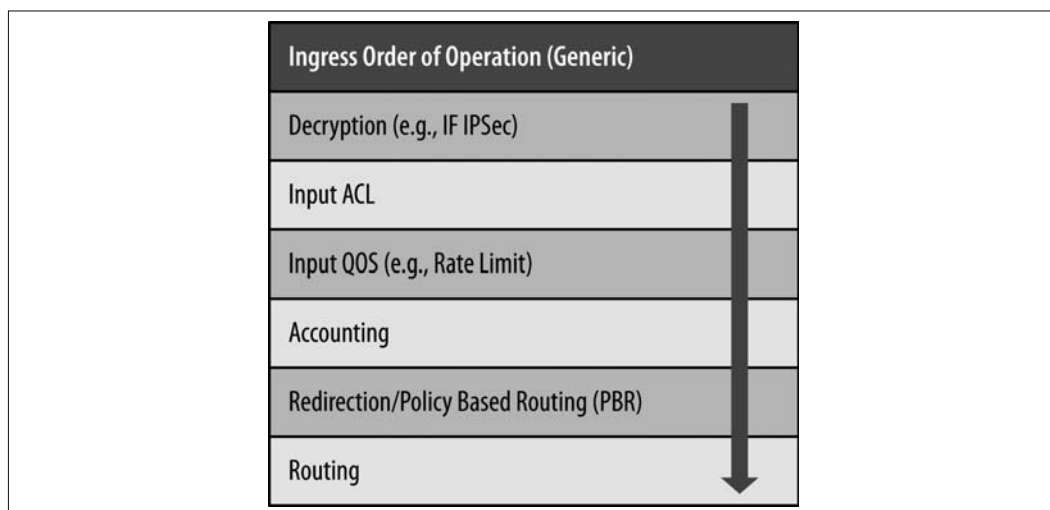 Ingress Order of Operation (Generic)
Decryption (e.g., IF IPSec)
Input ACL
Input QOS (e.g., Rate Limit)
Accounting
Redirection/Policy Based Routing (PBR)
Routing